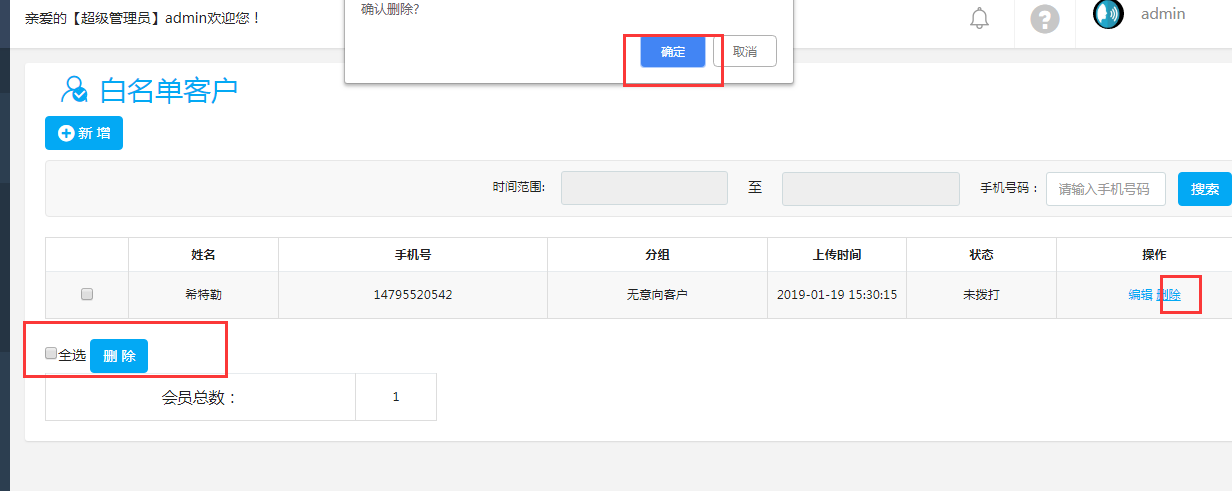 亲爱的【超级管理员】admin欢迎您！
确认删除?
确定
取消
admin
白名单客户
新 增
时间范围:
至
手机号码：
请输入手机号码
搜索
姓名 手机号 分组 上传时间 状态 操作
希特勒 14795520542 无意向客户 2019-01-19 15:30:15 未拨打 编辑 删除
全选 删 除
会员总数： 1